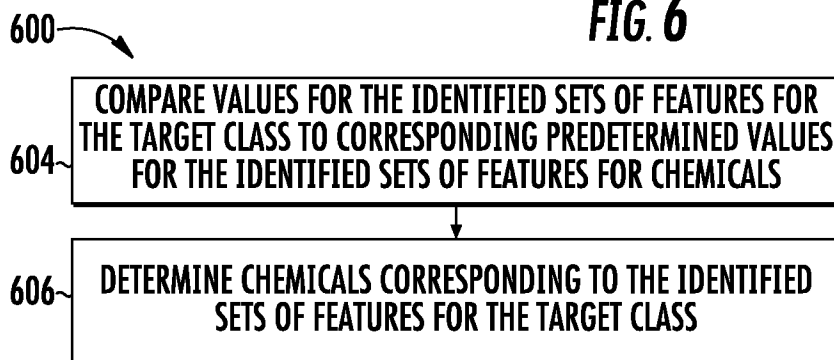 FIG. 6
600
COMPARE VALUES FOR THE IDENTIFIED SETS OF FEATURES FOR
THE TARGET CLASS TO CORRESPONDING PREDETERMINED VALUES
FOR THE IDENTIFIED SETS OF FEATURES FOR CHEMICALS
604
DETERMINE CHEMICALS CORRESPONDING TO THE IDENTIFIED
SETS OF FEATURES FOR THE TARGET CLASS
606